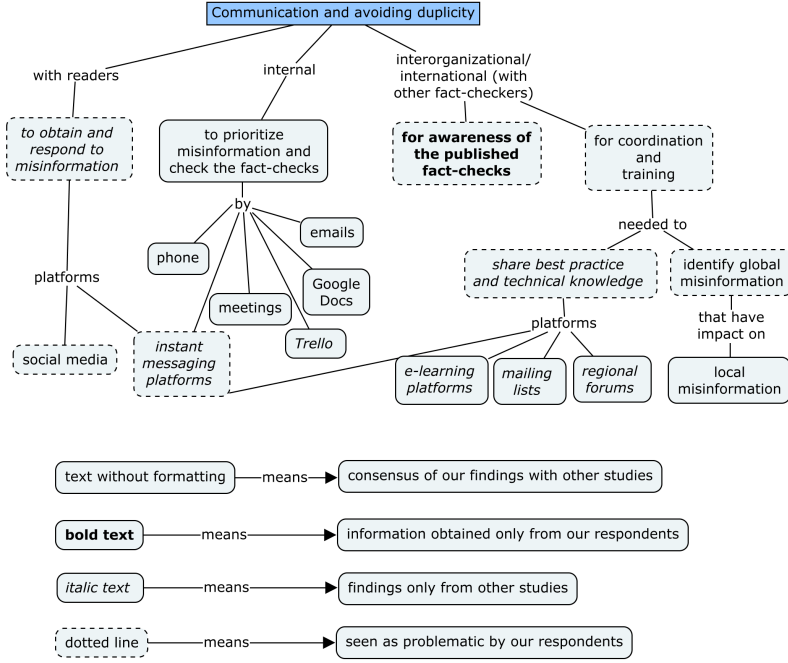 Communication and avoiding duplicity
with readers
internal
interorganizational/
international (with
other fact-checkers)
to obtain and
respond to
misinformation
to prioritize
misinformation and
check the fact-checks
for awareness of
the published
fact-checks
for coordination
and
training
by
needed to
phone
emails
share best practice
and technical knowledge
identify global
misinformation
platforms
meetings
Google
Docs
that have
impact on
social media
instant
messaging
platforms
Trello
platforms
e-learning
platforms
mailing
lists
regional
forums
local
misinformation
text without formatting means consensus of our findings with other studies
bold text means information obtained only from our respondents
italic text means findings only from other studies
dotted line means seen as problematic by our respondents